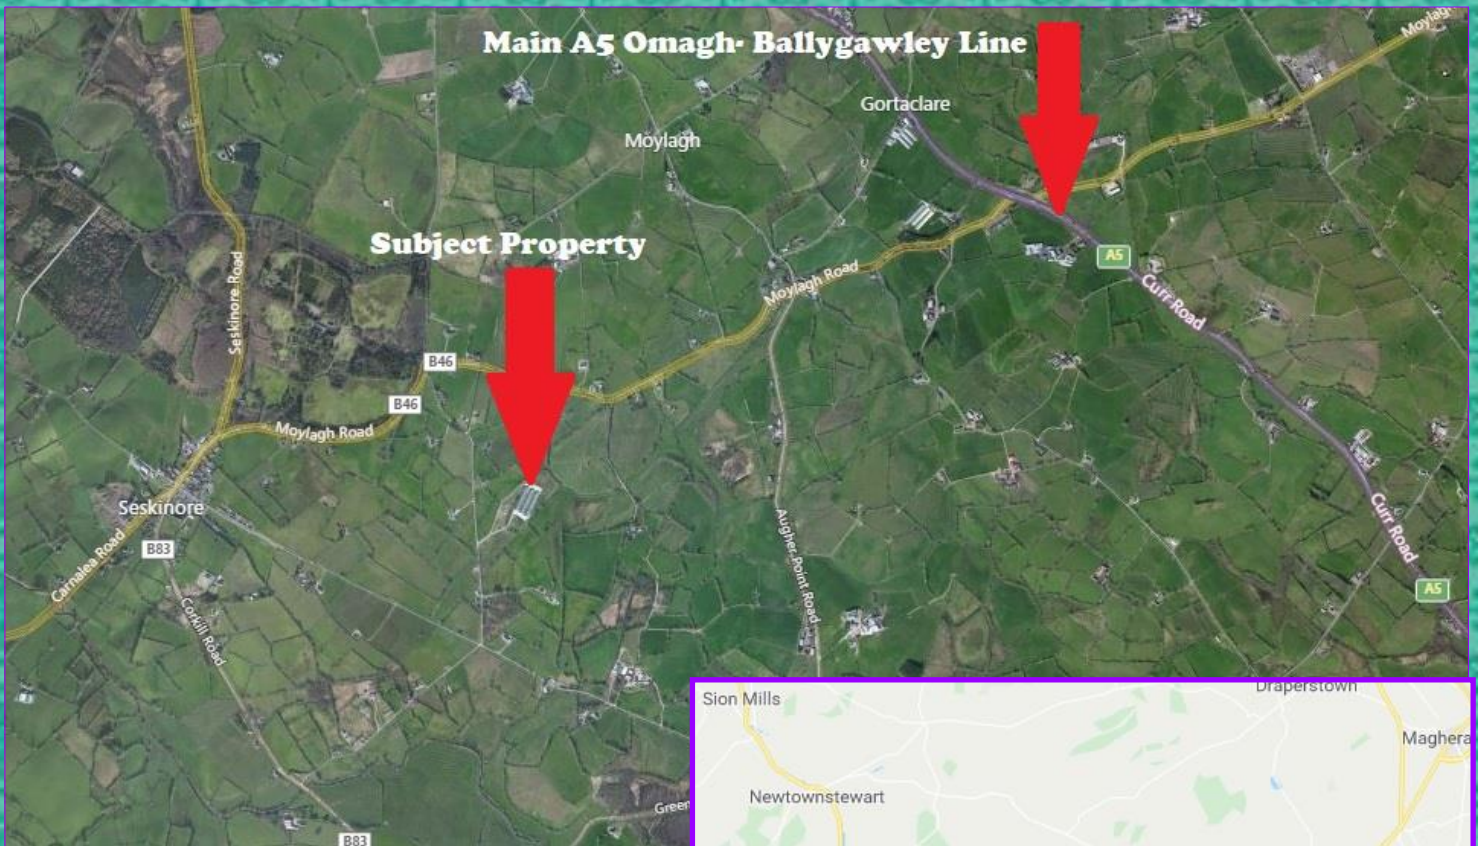 Main A5 Omagh- Ballygawley Line
Moylagh
Gortaclare
Moylagh
Subject Property
Seskinore Road
A5
Moylagh Road
Curr Road
B46
B46
Moylagh Road
Seskinore
Augher Point Road
Curr Road
B83
Carnalea Road
A5
Corkill Road
Sion Mills
Draperstown
Maghera
Newtownstewart
Green
B83